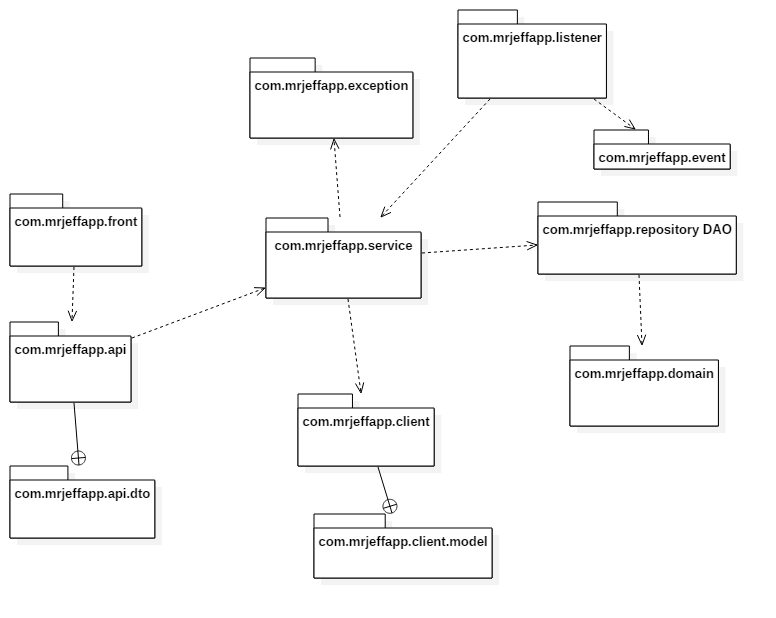 com.mrjeffapp.listener
com.mrjeffapp.exception
com.mrjeffapp.event
com.mrjeffapp.front
com.mrjeffapp.service
com.mrjeffapp.repository DAO
com.mrjeffapp.api
com.mrjeffapp.domain
com.mrjeffapp.client
com.mrjeffapp.api.dto
com.mrjeffapp.client.model